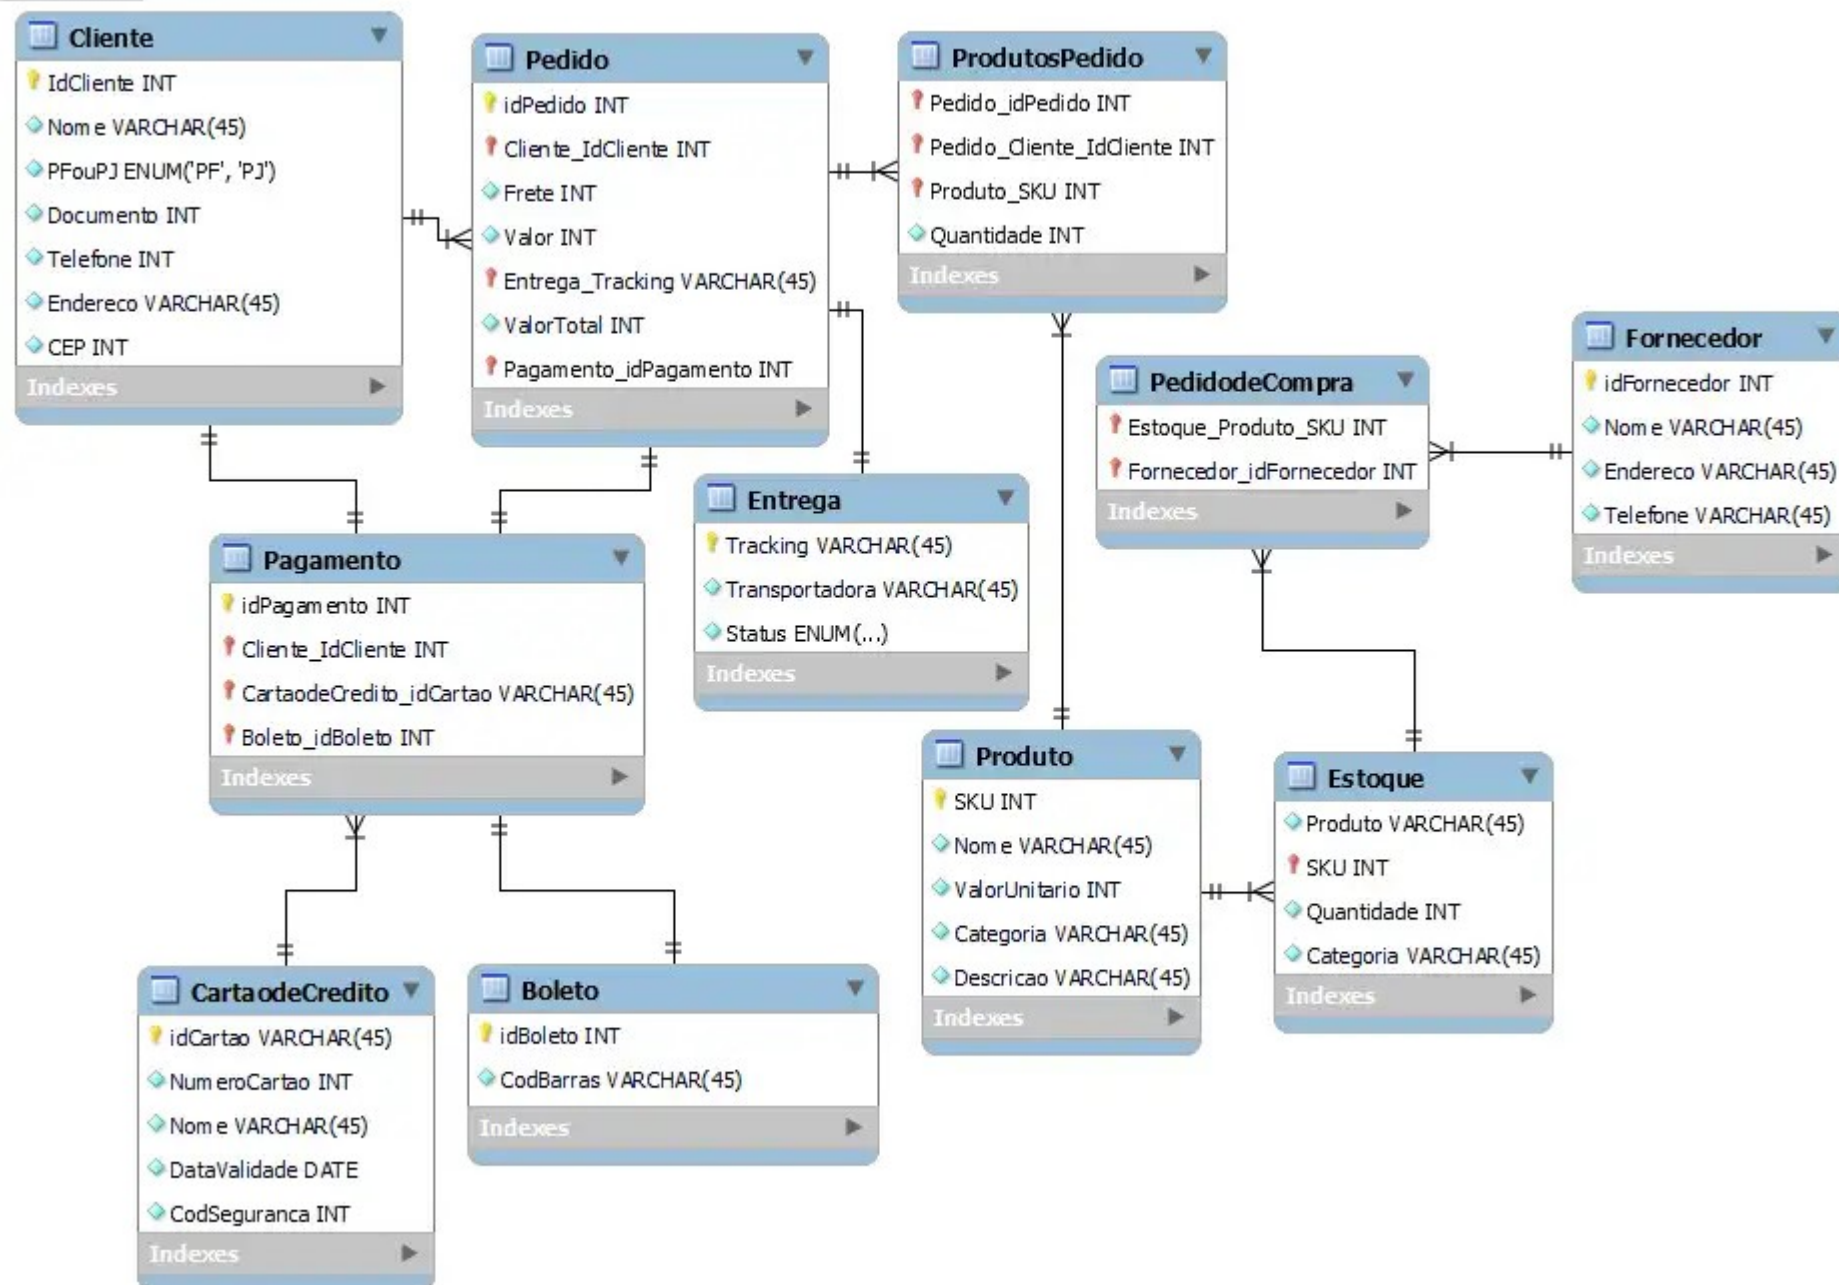 Cliente
IdCliente INT
Nome VARCHAR(45)
PFouPJ ENUM('PF', 'PJ')
Documento INT
Telefone INT
Endereco VARCHAR(45)
CEP INT
Indexes
Pedido
idPedido INT
Cliente_IdCliente INT
Frete INT
Valor INT
Entrega_Tracking VARCHAR(45)
ValorTotal INT
Pagamento_idPagamento INT
Indexes
ProdutosPedido
Pedido_idPedido INT
Pedido_Cliente_IdCliente INT
Produto_SKU INT
Quantidade INT
Indexes
Fornecedor
idFornecedor INT
Nome VARCHAR(45)
Endereco VARCHAR(45)
Telefone VARCHAR(45)
Indexes
PedidodeCompra
Estoque_Produto_SKU INT
Fornecedor_idFornecedor INT
Indexes
Entrega
Tracking VARCHAR(45)
Transportadora VARCHAR(45)
Status ENUM(...)
Indexes
Pagamento
idPagamento INT
Cliente_IdCliente INT
CartaodeCredito_idCartao VARCHAR(45)
Boleto_idBoleto INT
Indexes
Produto
SKU INT
Nome VARCHAR(45)
ValorUnitario INT
Categoria VARCHAR(45)
Descricao VARCHAR(45)
Indexes
Estoque
Produto VARCHAR(45)
SKU INT
Quantidade INT
Categoria VARCHAR(45)
Indexes
CartaodeCredito
idCartao VARCHAR(45)
NumeroCartao INT
Nome VARCHAR(45)
DataValidade DATE
CodSeguranca INT
Indexes
Boleto
idBoleto INT
CodBarras VARCHAR(45)
Indexes